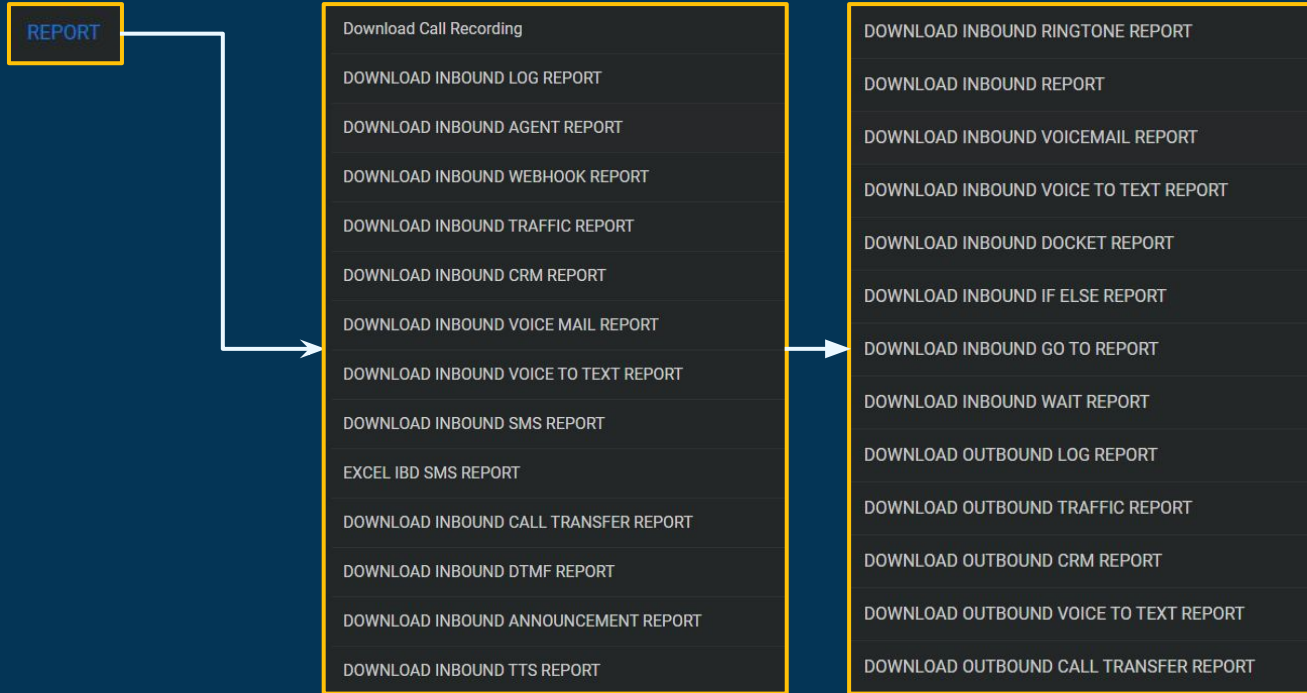 REPORT
Download Call Recording
DOWNLOAD INBOUND LOG REPORT
DOWNLOAD INBOUND AGENT REPORT
DOWNLOAD INBOUND WEBHOOK REPORT
DOWNLOAD INBOUND TRAFFIC REPORT
DOWNLOAD INBOUND CRM REPORT
DOWNLOAD INBOUND VOICE MAIL REPORT
DOWNLOAD INBOUND VOICE TO TEXT REPORT
DOWNLOAD INBOUND SMS REPORT
EXCEL IBD SMS REPORT
DOWNLOAD INBOUND CALL TRANSFER REPORT
DOWNLOAD INBOUND DTMF REPORT
DOWNLOAD INBOUND ANNOUNCEMENT REPORT
DOWNLOAD INBOUND TTS REPORT
DOWNLOAD INBOUND RINGTONE REPORT
DOWNLOAD INBOUND REPORT
DOWNLOAD INBOUND VOICEMAIL REPORT
DOWNLOAD INBOUND VOICE TO TEXT REPORT
DOWNLOAD INBOUND DOCKET REPORT
DOWNLOAD INBOUND IF ELSE REPORT
DOWNLOAD INBOUND GO TO REPORT
DOWNLOAD INBOUND WAIT REPORT
DOWNLOAD OUTBOUND LOG REPORT
DOWNLOAD OUTBOUND TRAFFIC REPORT
DOWNLOAD OUTBOUND CRM REPORT
DOWNLOAD OUTBOUND VOICE TO TEXT REPORT
DOWNLOAD OUTBOUND CALL TRANSFER REPORT